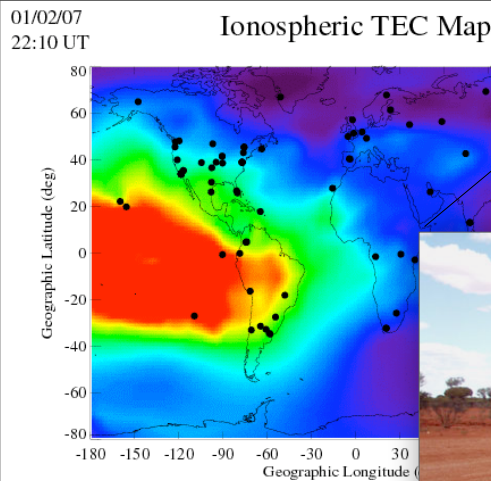 01/02/07
22:10 UT
Ionospheric TEC Map
80
60
40
20
0
-20
-40
-60
-80
Geographic Latitude (deg)
-180 -150 -120 -90 -60 -30 0 30
Geographic Longitude (